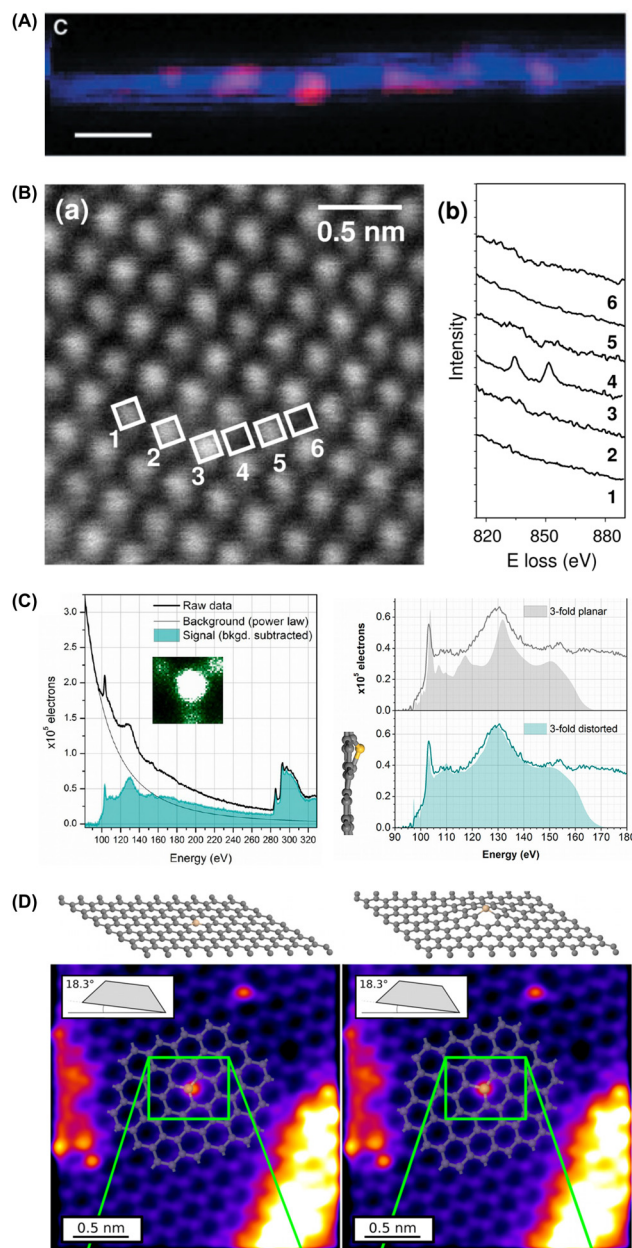 (A)
C
(B)
(a)
0.5 nm
1
2
3
4
5
6
(b)
Intensity
6
5
4
3
2
1
820
850
880
E loss (eV)
(C)
Raw data
Background (power law)
Signal (bkgd. subtracted)
x10⁵ electrons
3.0
2.5
2.0
1.5
1.0
0.5
0.0
100 120 140 160 180 200 220 240 260 280 300 320
Energy (eV)
3-fold planar
x10⁵ electrons
0.6
0.4
0.2
3-fold distorted
x10⁵ electrons
0.6
0.4
0.2
0.0
90 100 110 120 130 140 150 160 170 180
Energy (eV)
(D)
18.3°
0.5 nm
18.3°
0.5 nm